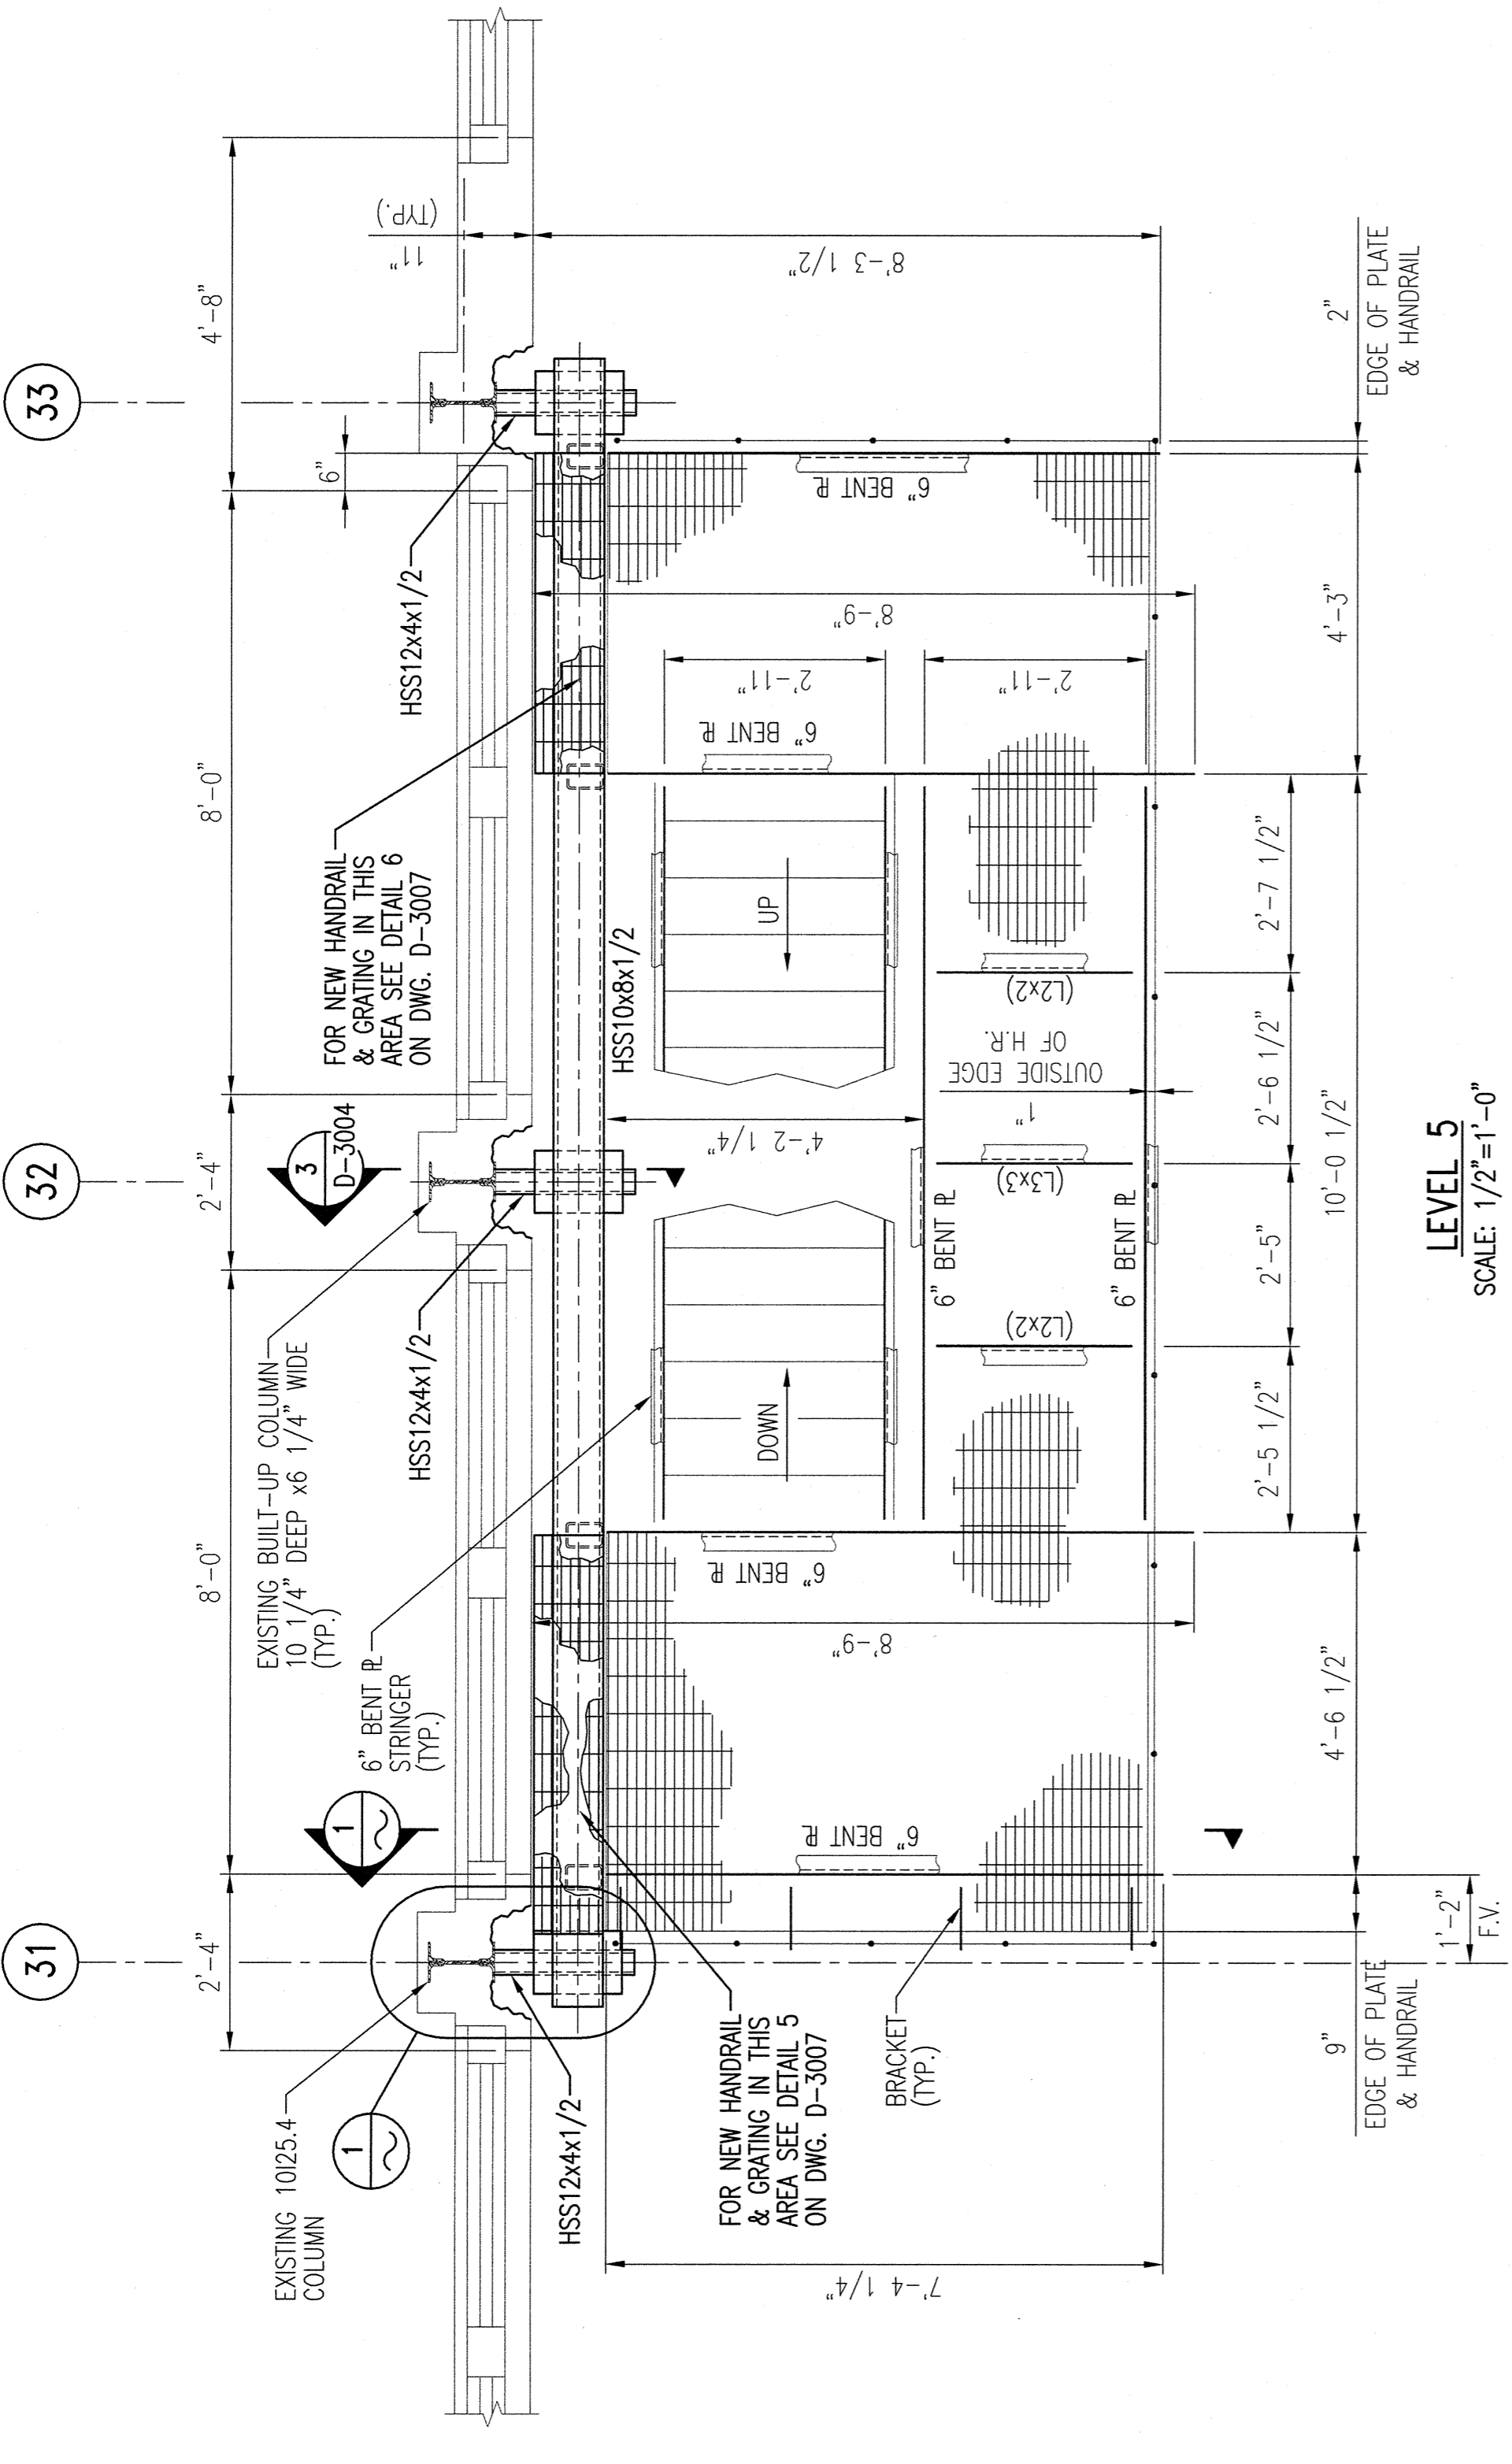 31
32
33
2'-4"
8'-0"
2'-4"
8'-0"
4'-8"
6"
11"
(TYP.)
EXISTING 10I25.4
COLUMN
1
1
3
D-3004
EXISTING BUILT-UP COLUMN
10 1/4" DEEP x6 1/4" WIDE
(TYP.)
6" BENT PL
STRINGER
(TYP.)
FOR NEW HANDRAIL
& GRATING IN THIS
AREA SEE DETAIL 6
ON DWG. D-3007
HSS12x4x1/2
HSS12x4x1/2
HSS12x4x1/2
HSS10x8x1/2
FOR NEW HANDRAIL
& GRATING IN THIS
AREA SEE DETAIL 5
ON DWG. D-3007
BRACKET
(TYP.)
7'-4 1/4"
8'-3 1/2"
8'-9"
8'-9"
6" BENT PL
6" BENT PL
6" BENT PL
6" BENT PL
DOWN
UP
4'-2 1/4"
2'-11"
2'-11"
6" BENT PL
6" BENT PL
(L2x2)
(L3x3)
(L2x2)
1"
OUTSIDE EDGE
OF H.R.
2'-5 1/2"
2'-5"
2'-6 1/2"
2'-7 1/2"
9"
4'-6 1/2"
10'-0 1/2"
4'-3"
2"
EDGE OF PLATE
& HANDRAIL
EDGE OF PLATE
& HANDRAIL
1'-2"
F.V.
LEVEL 5
SCALE: 1/2"=1'-0"